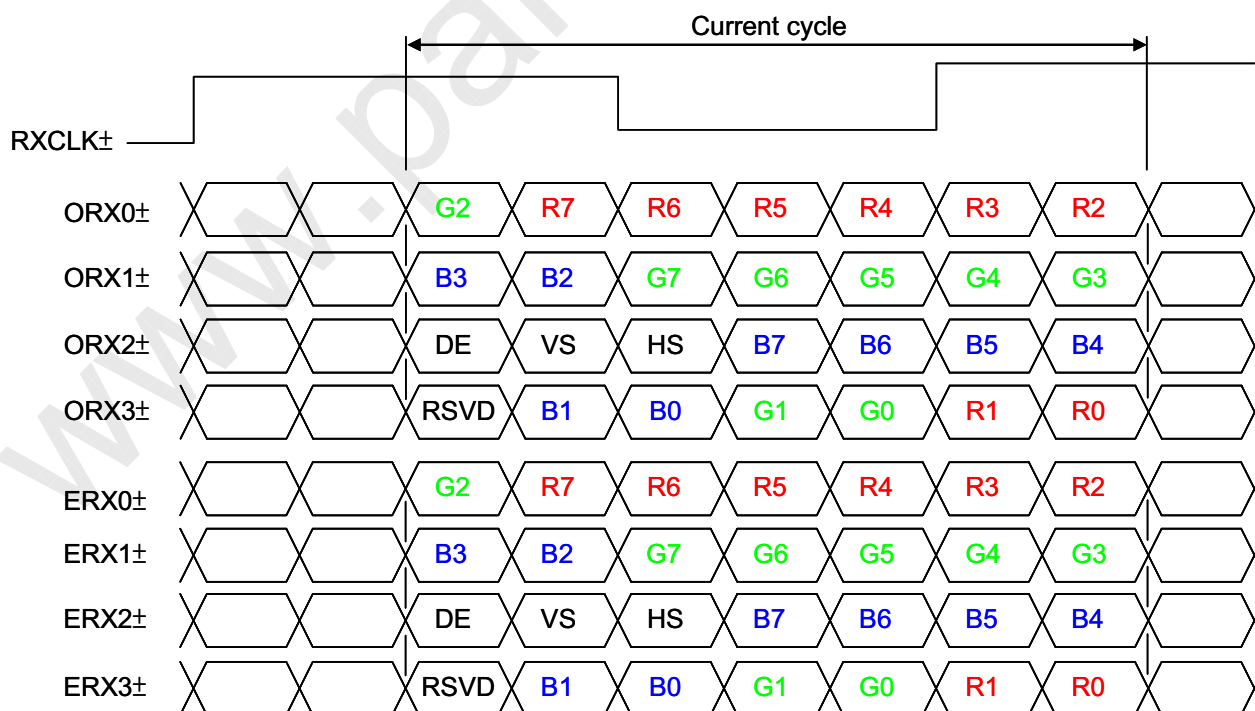 Current cycle
RXCLK±
ORX0± G2 R7 R6 R5 R4 R3 R2
ORX1± B3 B2 G7 G6 G5 G4 G3
ORX2± DE VS HS B7 B6 B5 B4
ORX3± RSVD B1 B0 G1 G0 R1 R0
ERX0± G2 R7 R6 R5 R4 R3 R2
ERX1± B3 B2 G7 G6 G5 G4 G3
ERX2± DE VS HS B7 B6 B5 B4
ERX3± RSVD B1 B0 G1 G0 R1 R0
www.pa